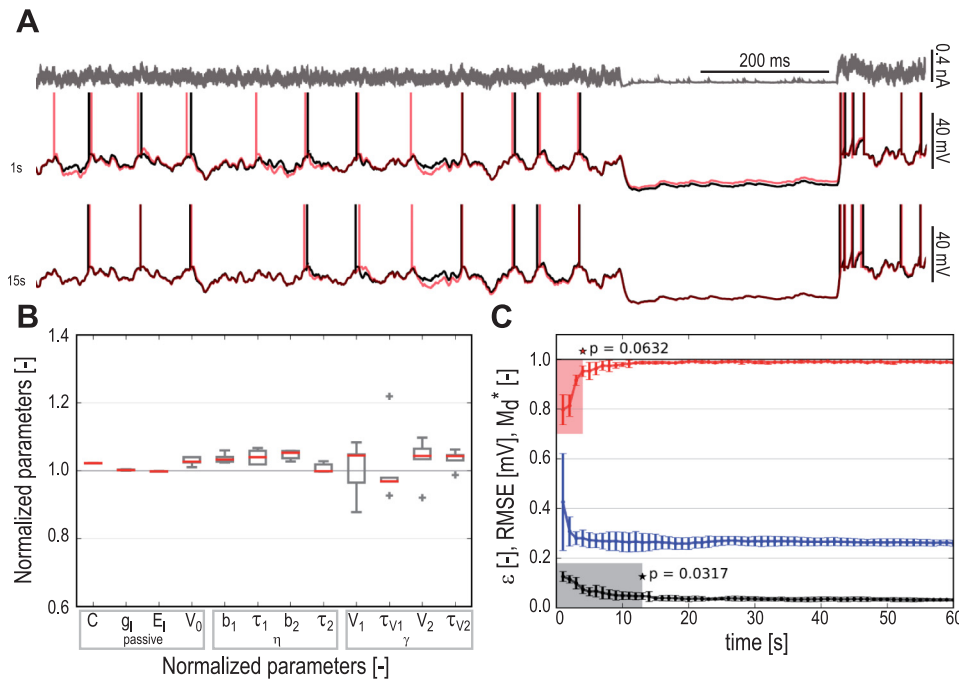 A
200 ms
0.4 nA
1s
40 mV
15s
40 mV
B
1.4
1.2
1.0
0.8
0.6
Normalized parameters [-]
C gl El V0 b1 τ1 b2 τ2 V1 τV1 V2 τV2
passive η γ
Normalized parameters [-]
C
p = 0.0632
1.0
0.8
0.6
0.4
0.2
0.0
p = 0.0317
ε [-], RMSE [mV], Md* [-]
0 10 20 30 40 50 60
time [s]